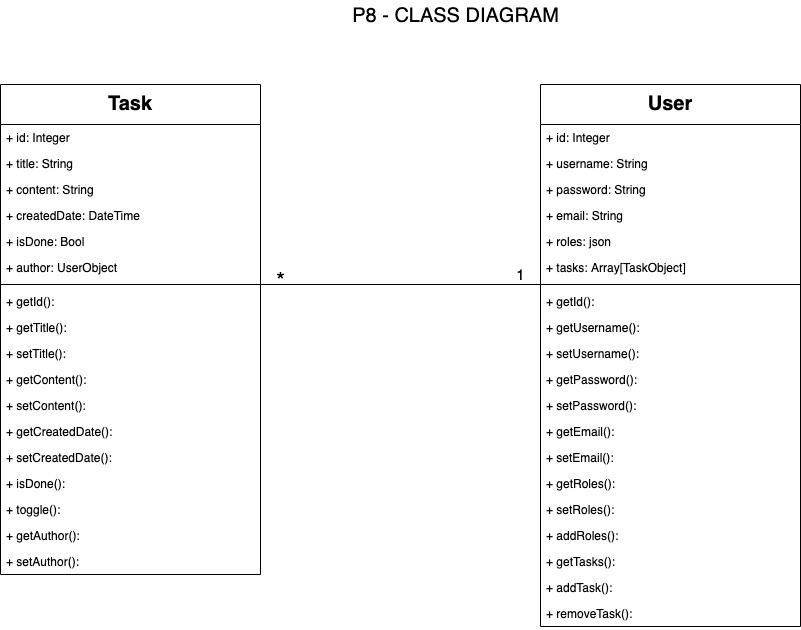 P8 - CLASS DIAGRAM
Task
+ id: Integer
+ title: String
+ content: String
+ createdDate: DateTime
+ isDone: Bool
+ author: UserObject
+ getId():
+ getTitle():
+ setTitle():
+ getContent():
+ setContent():
+ getCreatedDate():
+ setCreatedDate():
+ isDone():
+ toggle():
+ getAuthor():
+ setAuthor():
*
1
User
+ id: Integer
+ username: String
+ password: String
+ email: String
+ roles: json
+ tasks: Array[TaskObject]
+ getId():
+ getUsername():
+ setUsername():
+ getPassword():
+ setPassword():
+ getEmail():
+ setEmail():
+ getRoles():
+ setRoles():
+ addRoles():
+ getTasks():
+ addTask():
+ removeTask():